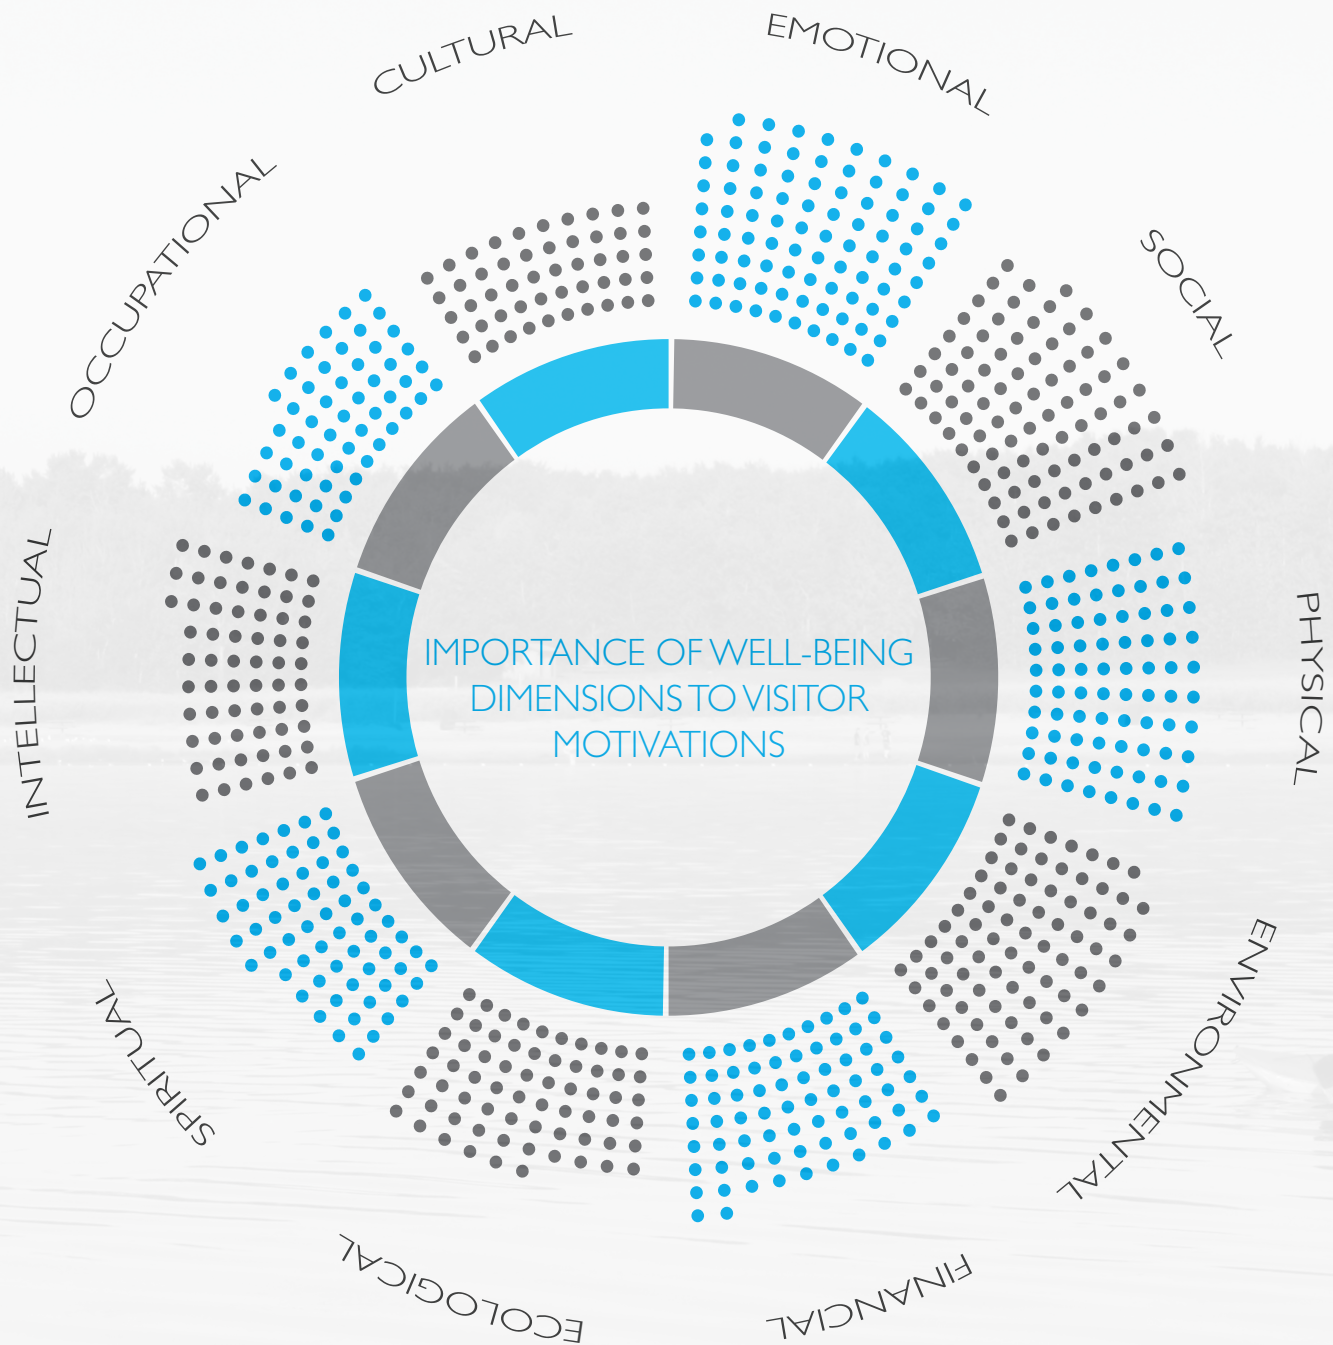 CULTURAL
EMOTIONAL
OCCUPATIONAL
SOCIAL
INTELLECTUAL
PHYSICAL
IMPORTANCE OF WELL-BEING
DIMENSIONS TO VISITOR
MOTIVATIONS
SPIRITUAL
ENVIRONMENTAL
ECOLOGICAL
FINANCIAL